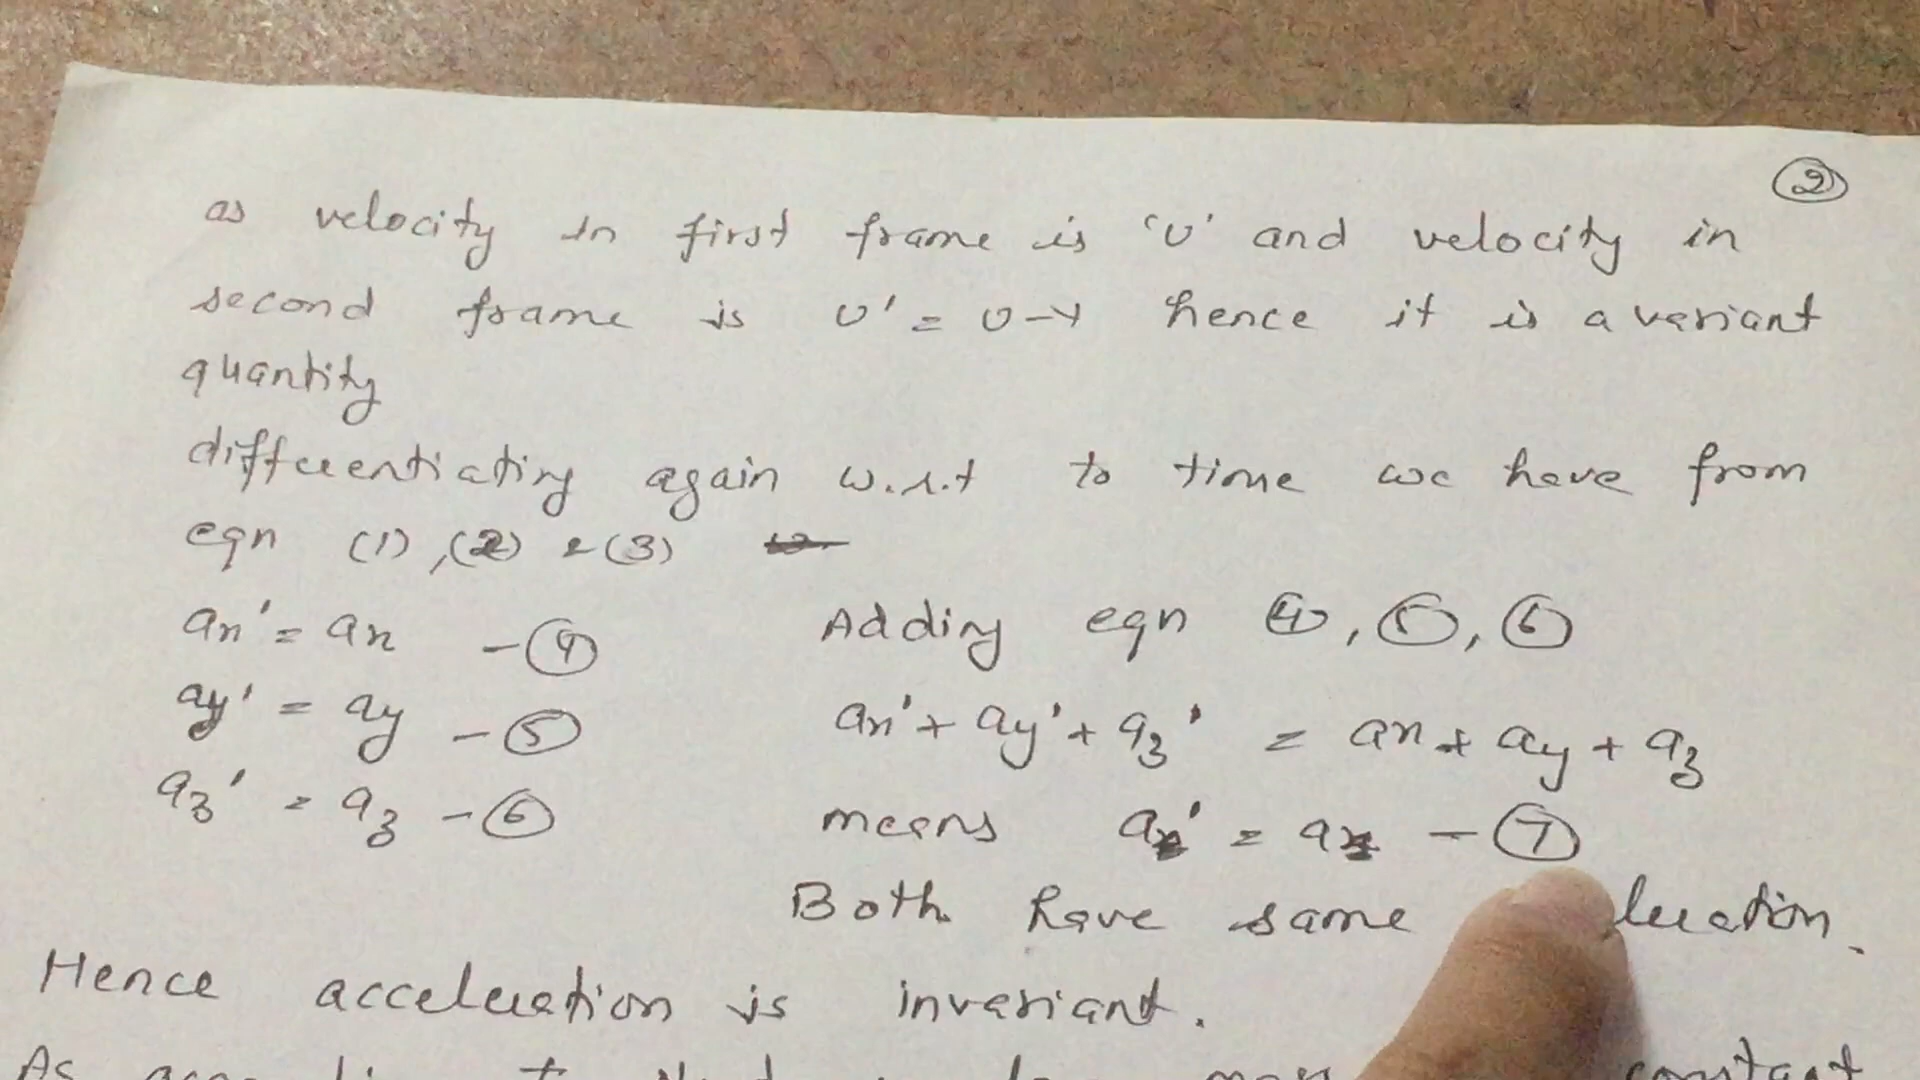 ②
as velocity in first frame is 'v' and velocity in
second frame is v' = v-v hence it is a variant
quantity
differentiating again w.r.t to time we have from
eqn (1), (2) & (3)
ax' = ax - ④
ay' = ay - ⑤
az' = az - ⑥
Adding eqn ④, ⑤, ⑥
ax' + ay' + az' = ax + ay + az
means a' = a - ⑦
Both have same leration.
Hence acceleration is invariant.
As constant